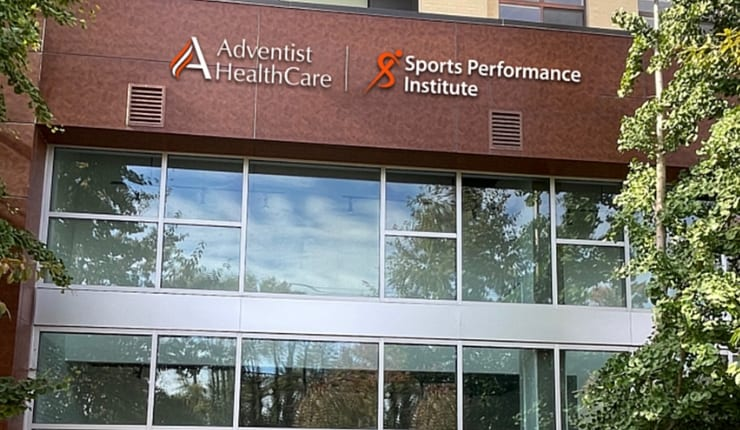 Adventist
HealthCare
Sports Performance
Institute